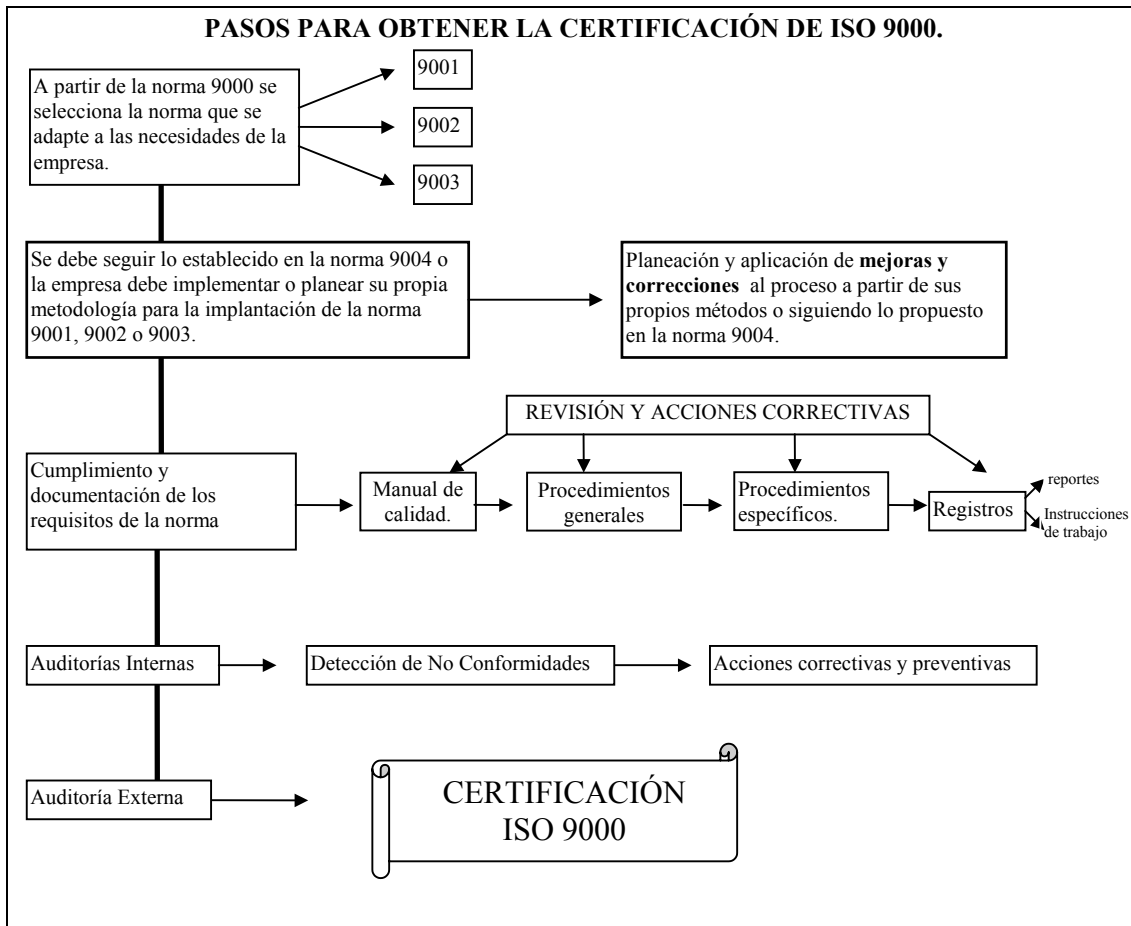 PASOS PARA OBTENER LA CERTIFICACIÓN DE ISO 9000.
A partir de la norma 9000 se
selecciona la norma que se
adapte a las necesidades de la
empresa.
9001
9002
9003
Se debe seguir lo establecido en la norma 9004 o
la empresa debe implementar o planear su propia
metodología para la implantación de la norma
9001, 9002 o 9003.
Planeación y aplicación de mejoras y
correcciones al proceso a partir de sus
propios métodos o siguiendo lo propuesto
en la norma 9004.
REVISIÓN Y ACCIONES CORRECTIVAS
Cumplimiento y
documentación de los
requisitos de la norma
Manual de
calidad.
Procedimientos
generales
Procedimientos
específicos.
Registros
reportes
Instrucciones
de trabajo
Auditorías Internas
Detección de No Conformidades
Acciones correctivas y preventivas
Auditoría Externa
CERTIFICACIÓN
ISO 9000